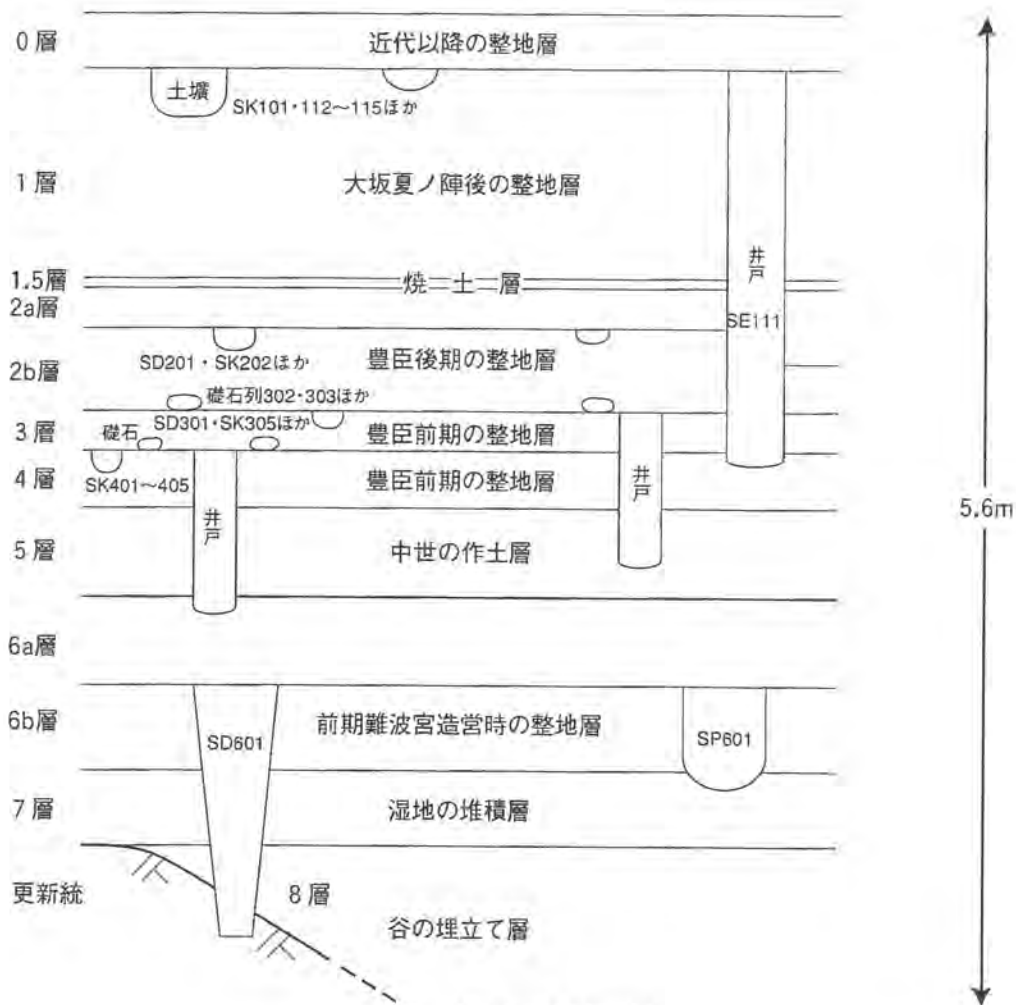 0層
近代以降の整地層
土壙
SK101・112〜115ほか
1層
大坂夏ノ陣後の整地層
井戸
SE111
1.5層
焼土層
2a層
2b層
SD201・SK202ほか
豊臣後期の整地層
礎石列302・303ほか
3層
礎石
SD301・SK305ほか
豊臣前期の整地層
4層
SK401〜405
豊臣前期の整地層
井戸
井戸
5.6m
5層
中世の作土層
6a層
6b層
SD601
前期難波宮造営時の整地層
SP601
7層
湿地の堆積層
更新統
8層
谷の埋立て層